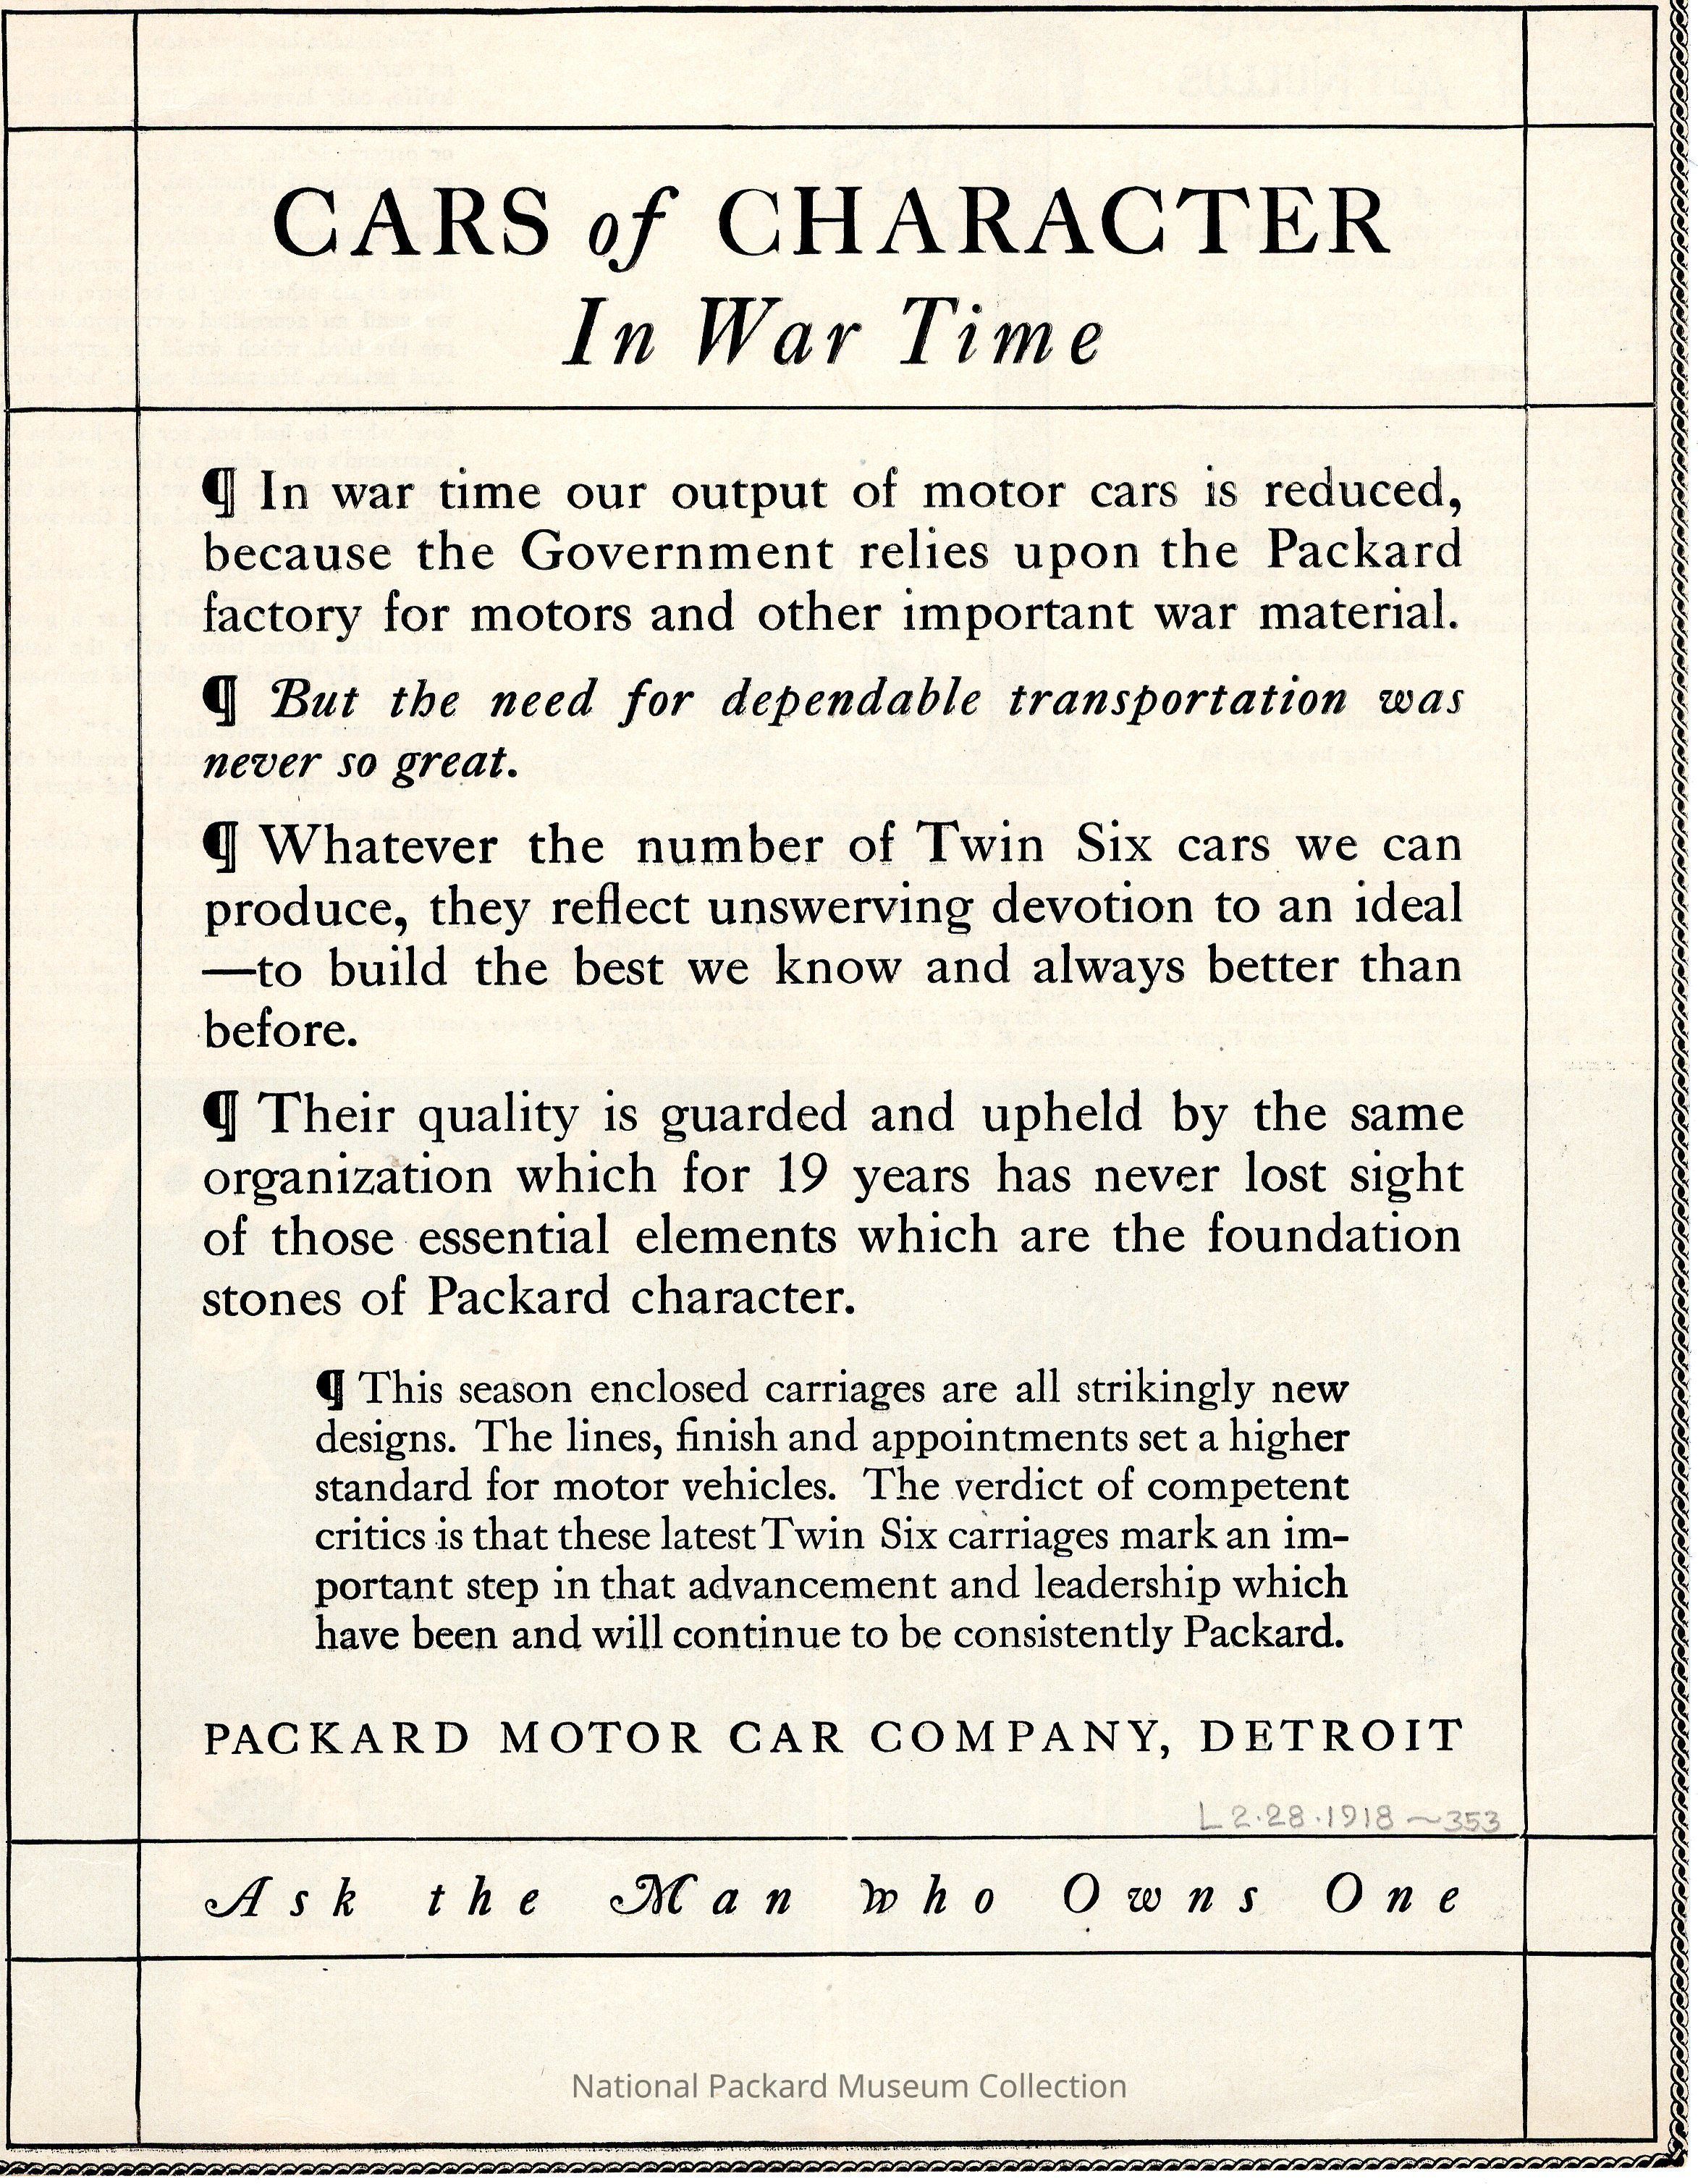 CARS of CHARACTER
In War Time
¶ In war time our output of motor cars is reduced,
because the Government relies upon the Packard
factory for motors and other important war material.
¶ But the need for dependable transportation was
never so great.
¶ Whatever the number of Twin Six cars we can
produce, they reflect unswerving devotion to an ideal
—to build the best we know and always better than
before.
¶ Their quality is guarded and upheld by the same
organization which for 19 years has never lost sight
of those essential elements which are the foundation
stones of Packard character.
¶ This season enclosed carriages are all strikingly new
designs. The lines, finish and appointments set a higher
standard for motor vehicles. The verdict of competent
critics is that these latest Twin Six carriages mark an im-
portant step in that advancement and leadership which
have been and will continue to be consistently Packard.
PACKARD MOTOR CAR COMPANY, DETROIT
L 2·28·1918 ~353
Ask the Man Who Owns One
National Packard Museum Collection